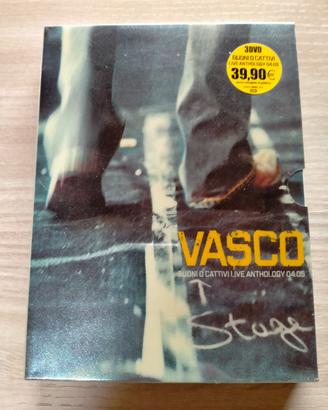 3DVD
BUONI O CATTIVI
LIVE ANTHOLOGY 04.05
39,90€
VASCO
BUONI O CATTIVI LIVE ANTHOLOGY 04.05
Stage